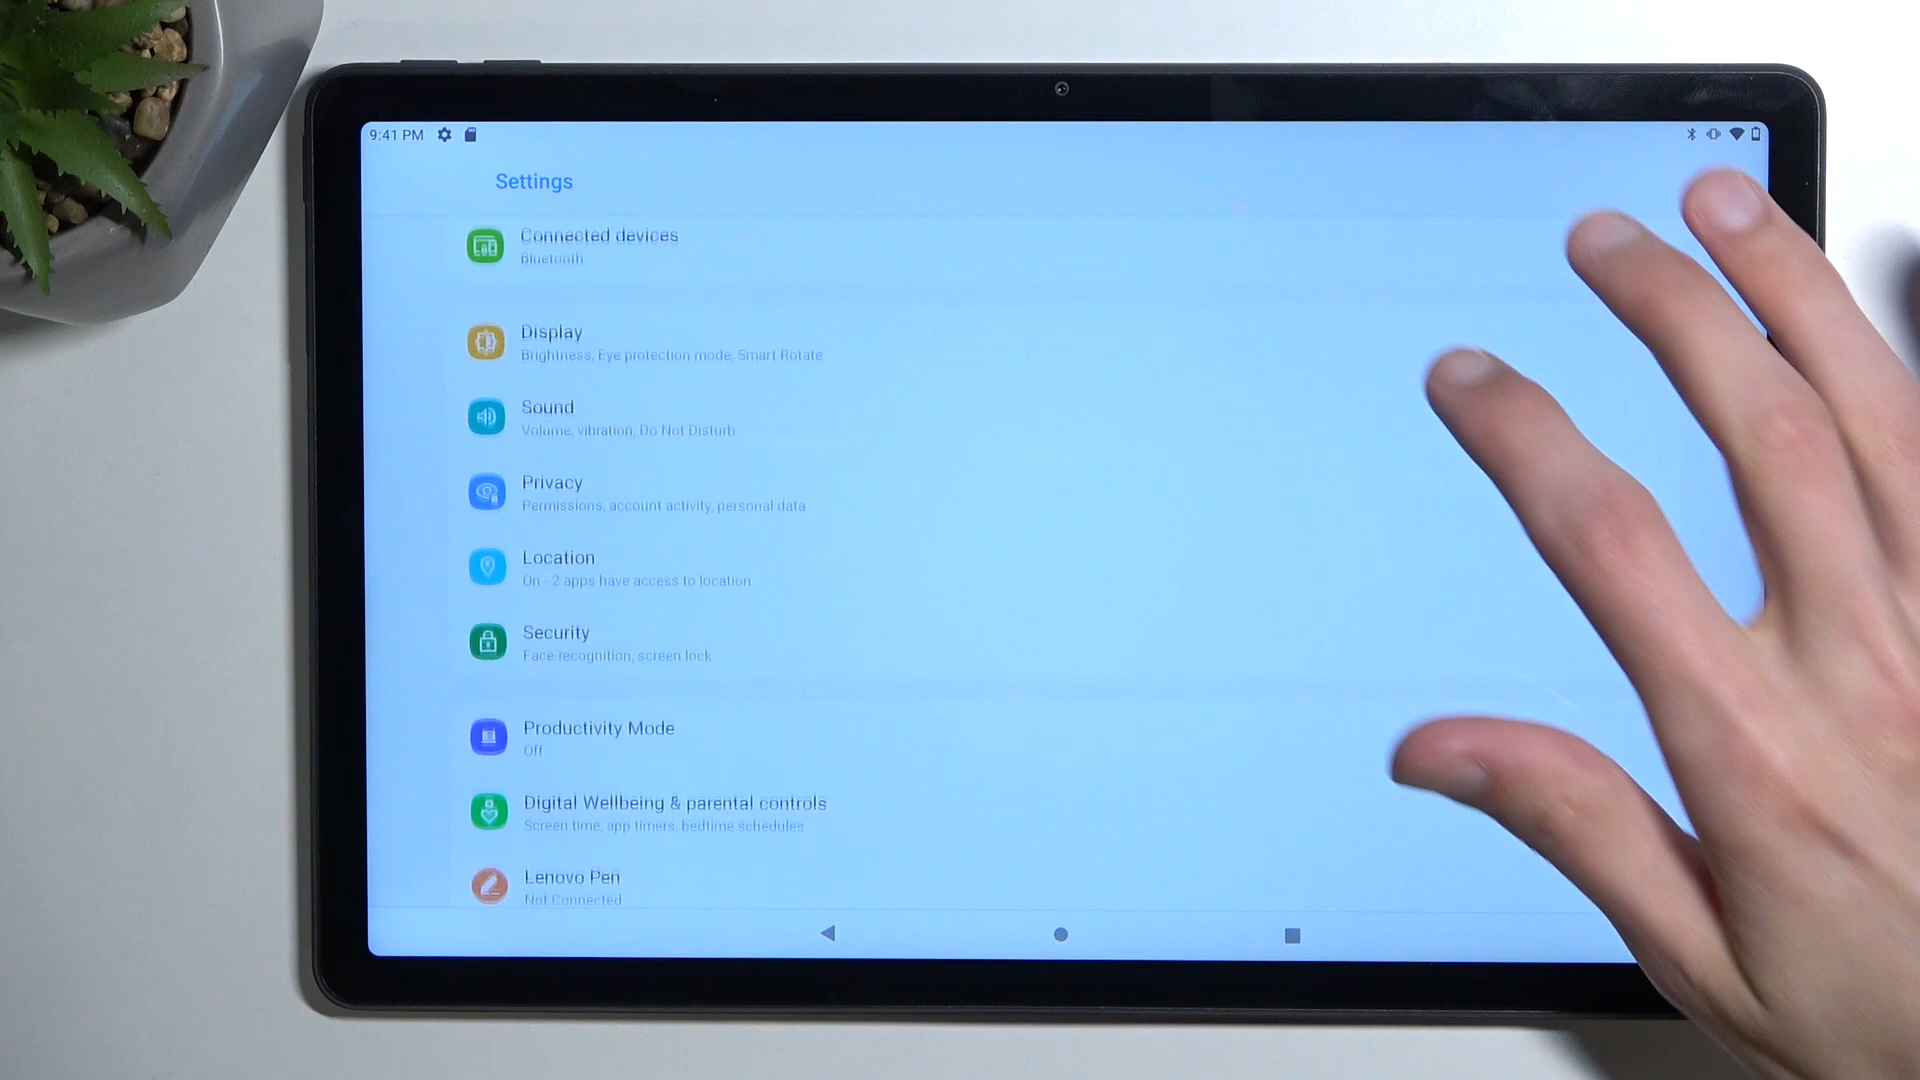 9:41 PM
Settings
Connected devices
Bluetooth
Display
Brightness, Eye protection mode, Smart Rotate
Sound
Volume, vibration, Do Not Disturb
Privacy
Permissions, account activity, personal data
Location
On - 2 apps have access to location
Security
Face recognition, screen lock
Productivity Mode
Off
Digital Wellbeing & parental controls
Screen time, app timers, bedtime schedules
Lenovo Pen
Not Connected